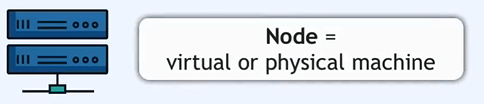 Node =
virtual or physical machine